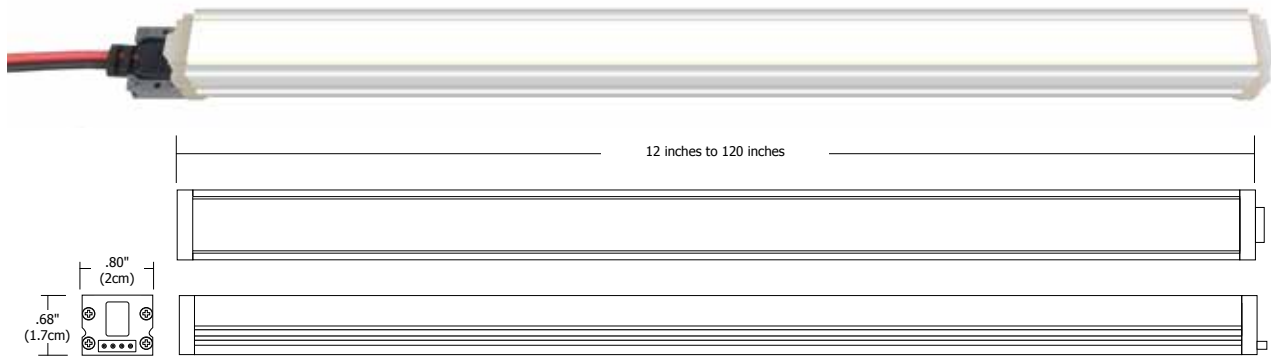 12 inches to 120 inches
.80"
(2cm)
.68"
(1.7cm)